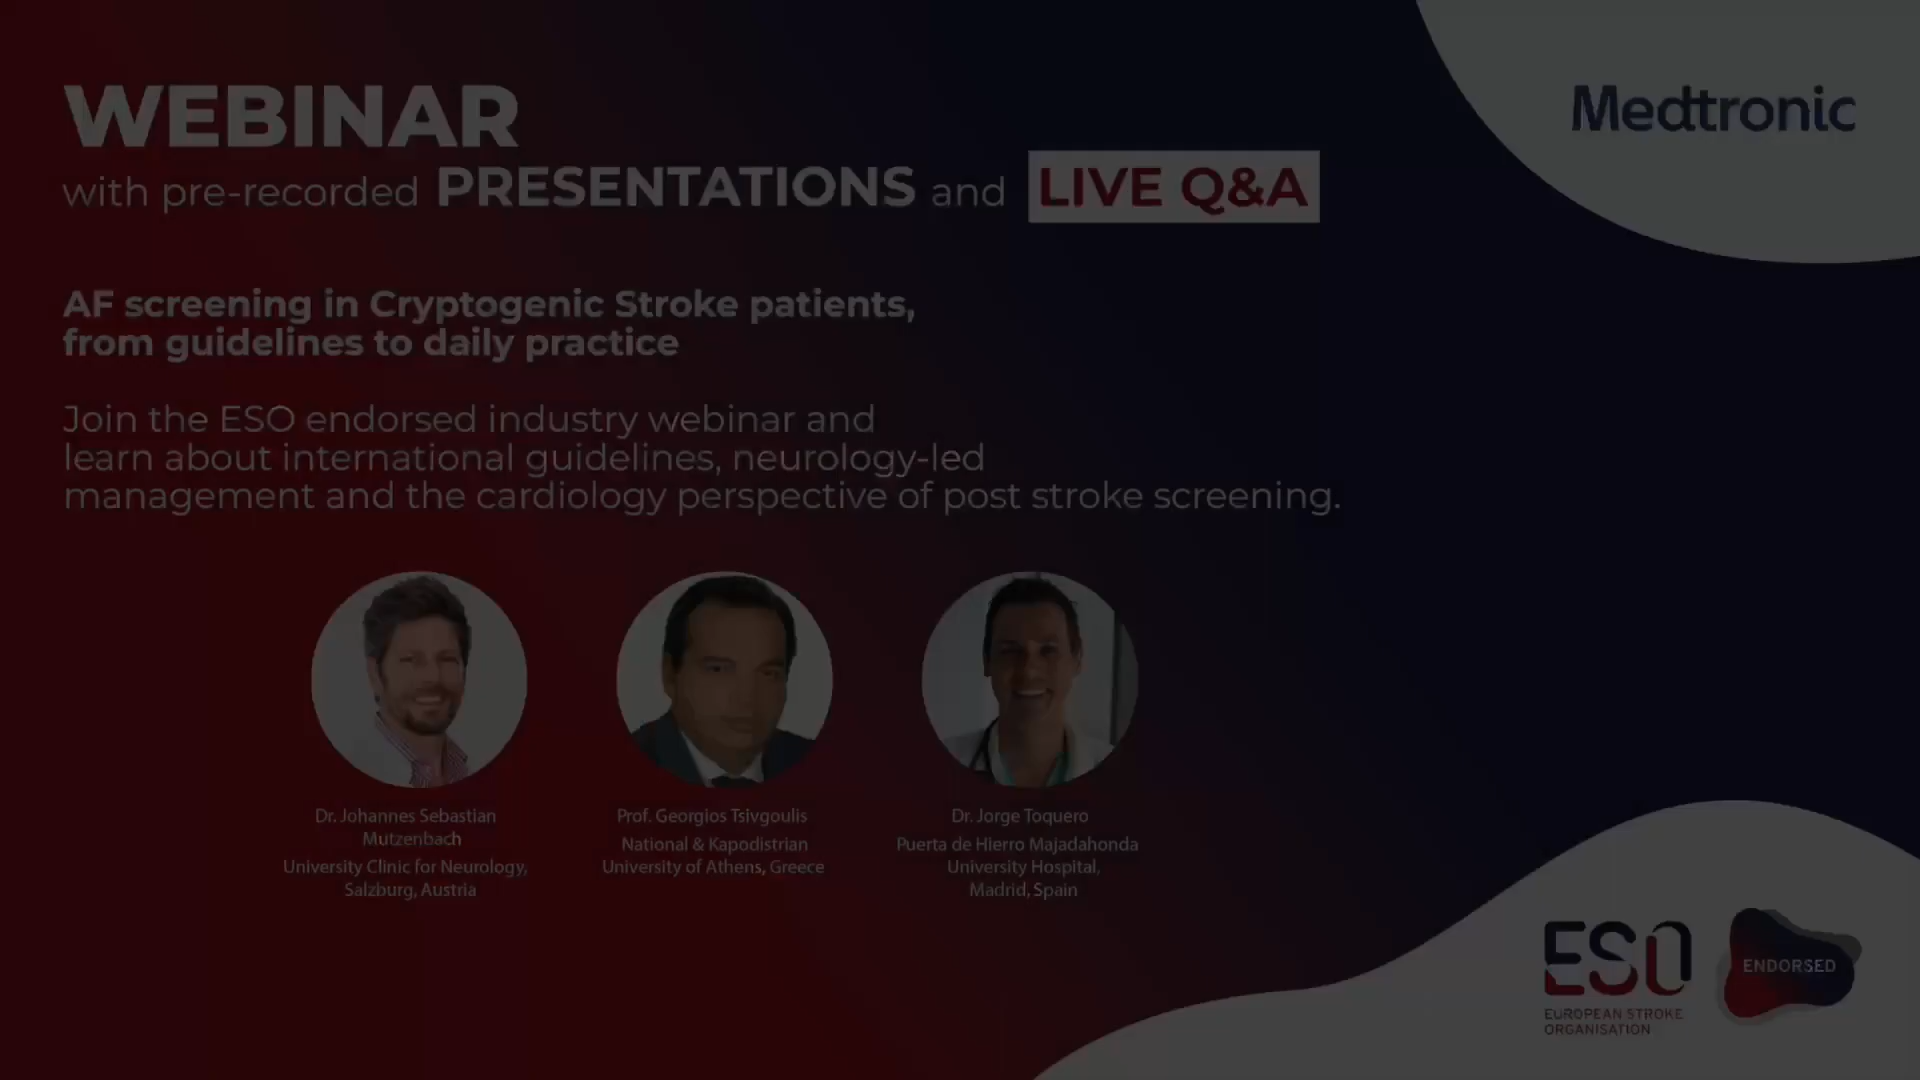 WEBINAR
Medtronic
with pre-recorded PRESENTATIONS and LIVE Q&A
AF screening in Cryptogenic Stroke patients,
from guidelines to daily practice
Join the ESO endorsed industry webinar and
learn about international guidelines, neurology-led
management and the cardiology perspective of post stroke screening.
Dr. Johannes Sebastian
Mutzenbach
University Clinic for Neurology,
Salzburg, Austria
Prof. Georgios Tsivgoulis
National & Kapodistrian
University of Athens, Greece
Dr. Jorge Toquero
Puerta de Hierro Majadahonda
University Hospital,
Madrid, Spain
ESO
EUROPEAN STROKE
ORGANISATION
ENDORSED